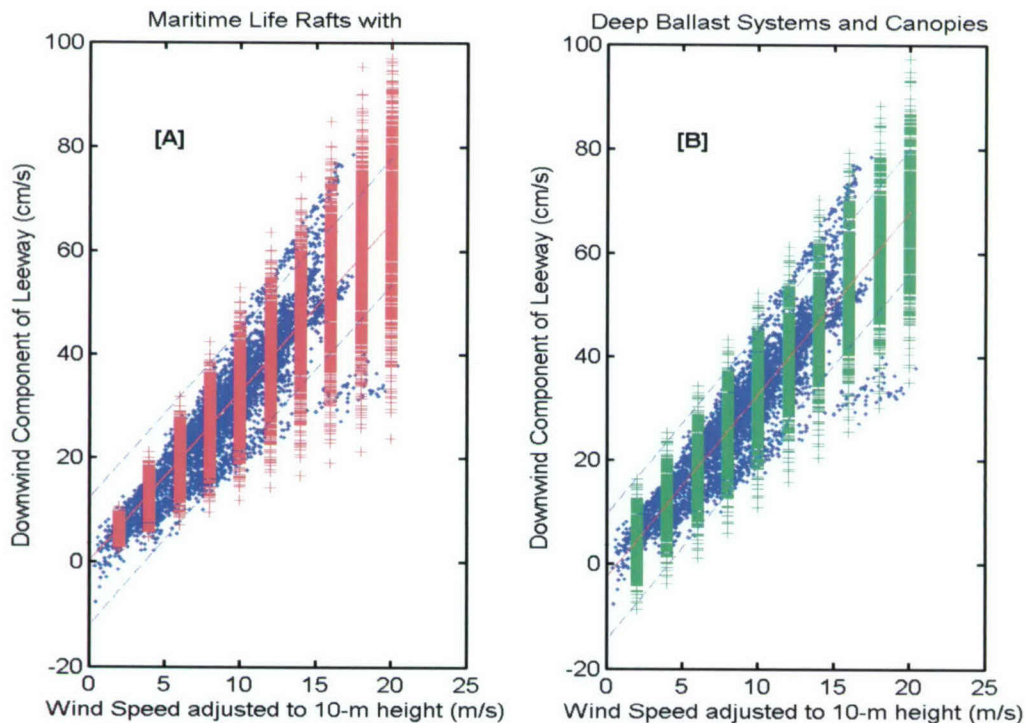 Maritime Life Rafts with
Deep Ballast Systems and Canopies
[A]
Downwind Component of Leeway (cm/s)
100
80
60
40
20
0
-20
0 5 10 15 20 25
Wind Speed adjusted to 10-m height (m/s)
[B]
Downwind Component of Leeway (cm/s)
100
80
60
40
20
0
-20
0 5 10 15 20 25
Wind Speed adjusted to 10-m height (m/s)